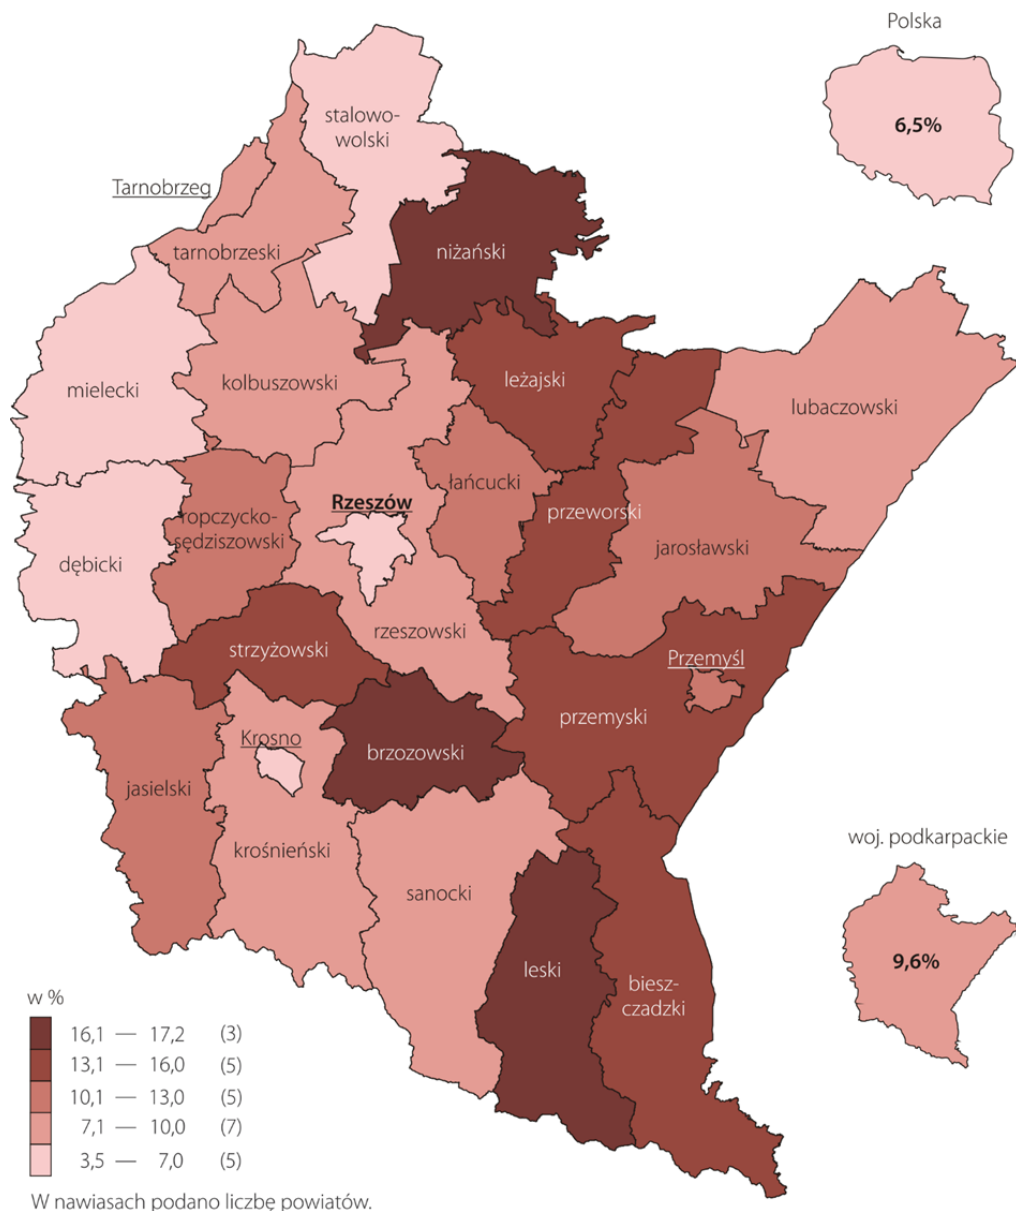 Polska
6,5%
stalowo-
wolski
Tarnobrzeg
tarnobrzeski
niżański
mielecki
kolbuszowski
leżajski
lubaczowski
ropczycko-
sędziszowski
Rzeszów
łańcucki
przeworski
jarosławski
dębicki
rzeszowski
strzyżowski
Przemyśl
przemyski
Krosno
brzozowski
jasielski
krośnieński
sanocki
leski
biesz-
czadzki
woj. podkarpackie
9,6%
w %
16,1 — 17,2 (3)
13,1 — 16,0 (5)
10,1 — 13,0 (5)
7,1 — 10,0 (7)
3,5 — 7,0 (5)
W nawiasach podano liczbę powiatów.